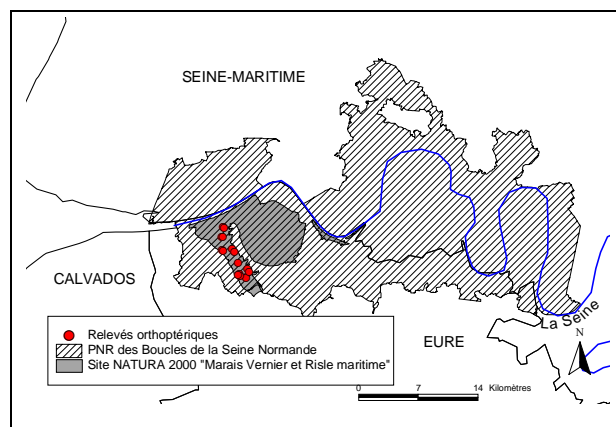 SEINE-MARITIME
CALVADOS
La Seine
EURE
N
Relevés orthoptériques
PNR des Boucles de la Seine Normande
Site NATURA 2000 "Marais Vernier et Risle maritime"
0 7 14 Kilomètres